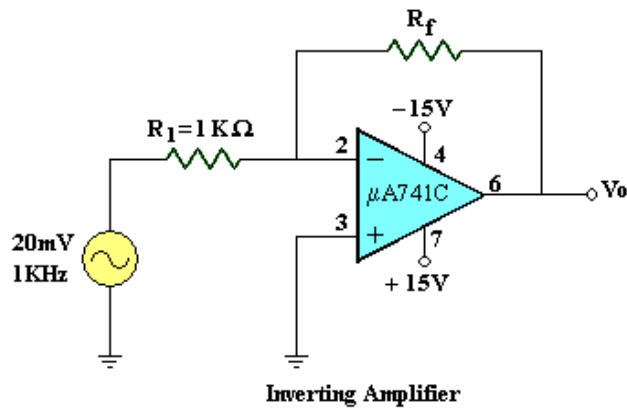 Rf
R1=1KΩ
−15V
2
−
4
μA741C
6
Vo
3
+
7
20mV
1KHz
+15V
Inverting Amplifier